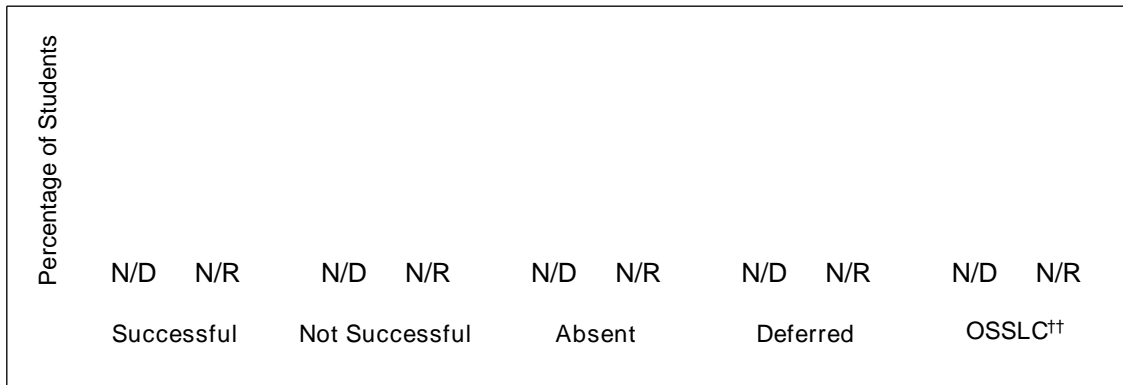 Percentage of Students
N/D N/R N/D N/R N/D N/R N/D N/R N/D N/R
Successful Not Successful Absent Deferred OSSLC††